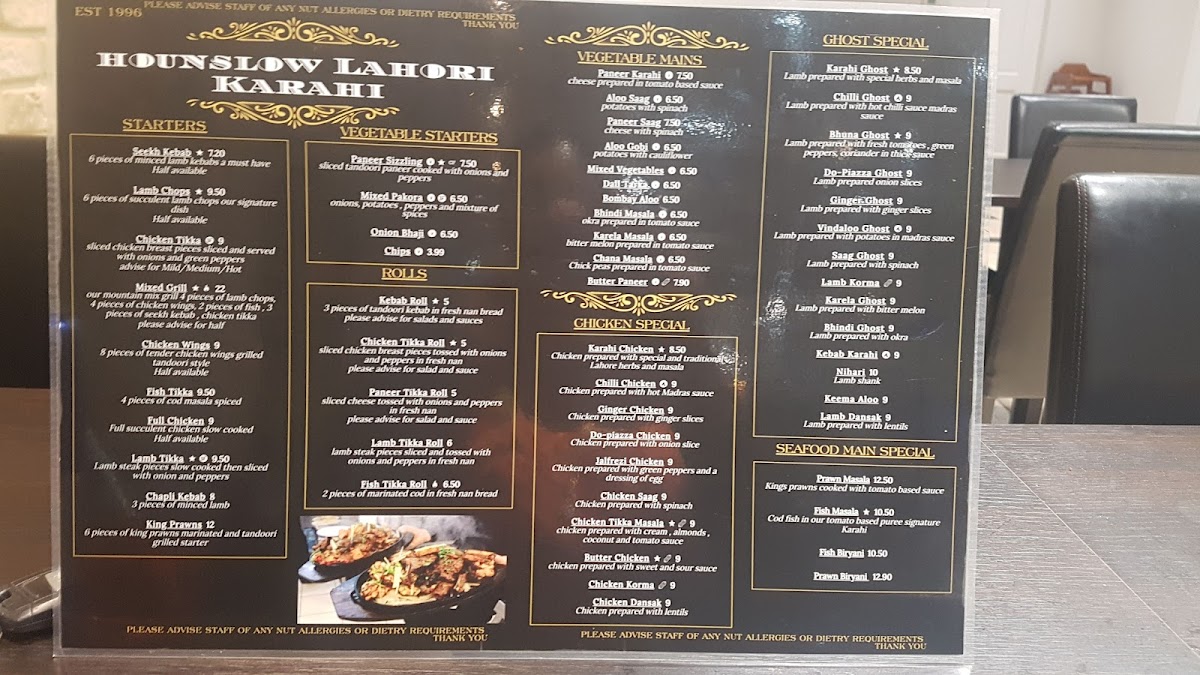 EST 1996
PLEASE ADVISE STAFF OF ANY NUT ALLERGIES OR DIETRY REQUIREMENTS
THANK YOU
HOUNSLOW LAHORI
KARAHI
STARTERS
Seekh Kebab 7.20
6 pieces of minced lamb kebabs a must have
Half available
Lamb Chops 9.50
6 pieces of succulent lamb chops our signature
dish
Half available
Chicken Tikka 9
sliced chicken breast pieces sliced and served
with onions and green peppers
advise for Mild/Medium/Hot
Mixed Grill 22
our mountain mix grill 4 pieces of lamb chops,
4 pieces of chicken wings, 2 pieces of fish , 3
pieces of seekh kebab , chicken tikka
please advise for half
Chicken Wings 9
8 pieces of tender chicken wings grilled
tandoori style
Half available
Fish Tikka 9.50
4 pieces of cod masala spiced
Full Chicken 9
Full succulent chicken slow cooked
Half available
Lamb Tikka 9.50
Lamb steak pieces slow cooked then sliced
with onion and peppers
Chapli Kebab 8
3 pieces of minced lamb
King Prawns 12
6 pieces of king prawns marinated and tandoori
grilled starter
VEGETABLE STARTERS
Paneer Sizzling 7.50
sliced tandoori paneer cooked with onions and
peppers
Mixed Pakora 6.50
onions, potatoes , peppers and mixture of
spices
Onion Bhaji 6.50
Chips 3.99
ROLLS
Kebab Roll 5
3 pieces of tandoori kebab in fresh nan bread
please advise for salads and sauces
Chicken Tikka Roll 5
sliced chicken breast pieces tossed with onions
and peppers in fresh nan
please advise for salad and sauce
Paneer Tikka Roll 5
sliced cheese tossed with onions and peppers
in fresh nan
please advise for salad and sauce
Lamb Tikka Roll 6
lamb steak pieces sliced and tossed with
onions and peppers in fresh nan
Fish Tikka Roll 6.50
2 pieces of marinated cod in fresh nan bread
VEGETABLE MAINS
Paneer Karahi 7.50
cheese prepared in tomato based sauce
Aloo Saag 6.50
potatoes with spinach
Paneer Saag 7.50
cheese with spinach
Aloo Gobi 6.50
potatoes with cauliflower
Mixed Vegetables 6.50
Dall Tarka 6.50
Bombay Aloo 6.50
Bhindi Masala 6.50
okra prepared in tomato sauce
Karela Masala 6.50
bitter melon prepared in tomato sauce
Chana Masala 6.50
Chick peas prepared in tomato sauce
Butter Paneer 7.90
CHICKEN SPECIAL
Karahi Chicken 8.50
Chicken prepared with special and traditional
Lahore herbs and masala
Chilli Chicken 9
Chicken prepared with hot Madras sauce
Ginger Chicken 9
Chicken prepared with ginger slices
Do-piazza Chicken 9
Chicken prepared with onion slice
Jalfrezi Chicken 9
Chicken prepared with green peppers and a
dressing of egg
Chicken Saag 9
Chicken prepared with spinach
Chicken Tikka Masala 9
chicken prepared with cream , almonds ,
coconut and tomato sauce
Butter Chicken 9
chicken prepared with sweet and sour sauce
Chicken Korma 9
Chicken Dansak 9
Chicken prepared with lentils
GHOST SPECIAL
Karahi Ghost 8.50
Lamb prepared with special herbs and masala
Chilli Ghost 9
Lamb prepared with hot chilli sauce madras
sauce
Bhuna Ghost 9
Lamb prepared with fresh tomatoes , green
peppers, coriander in thick sauce
Do-Piazza Ghost 9
Lamb prepared onion slices
Ginger Ghost 9
Lamb prepared with ginger slices
Vindaloo Ghost 9
Lamb prepared with potatoes in madras sauce
Saag Ghost 9
Lamb prepared with spinach
Lamb Korma 9
Karela Ghost 9
Lamb prepared with bitter melon
Bhindi Ghost 9
Lamb prepared with okra
Kebab Karahi 9
Nihari 10
Lamb shank
Keema Aloo 9
Lamb Dansak 9
Lamb prepared with lentils
SEAFOOD MAIN SPECIAL
Prawn Masala 12.50
Kings prawns cooked with tomato based sauce
Fish Masala 10.50
Cod fish in our tomato based puree signature
Karahi
Fish Biryani 10.50
Prawn Biryani 12.90
PLEASE ADVISE STAFF OF ANY NUT ALLERGIES OR DIETRY REQUIREMENTS
THANK YOU
PLEASE ADVISE STAFF OF ANY NUT ALLERGIES OR DIETRY REQUIREMENTS
THANK YOU